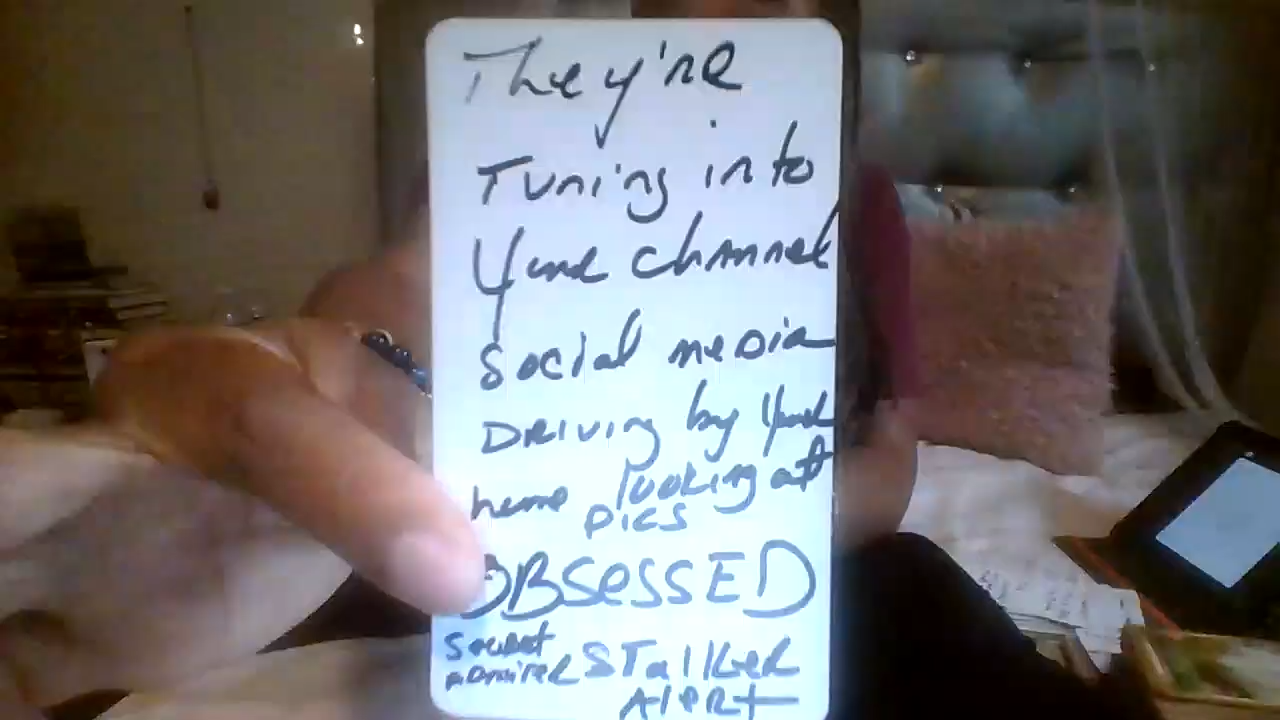 They're
Tuning into
Your channel
social media
DRIVING by Your
home looking at
pics
OBSESSED
Secret
ADmirer STalker
Alert